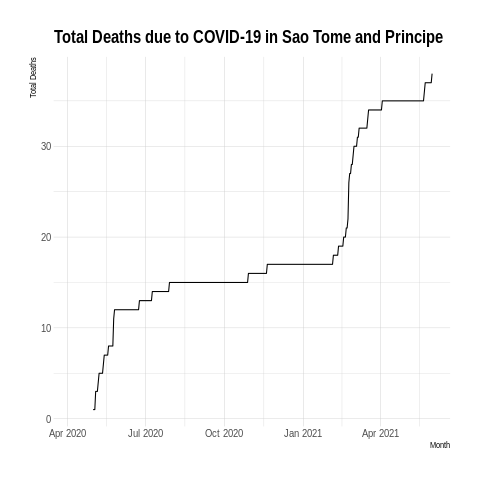 Total Deaths due to COVID-19 in Sao Tome and Principe
Total Deaths
30
20
10
0
Apr 2020 Jul 2020 Oct 2020 Jan 2021 Apr 2021
Month